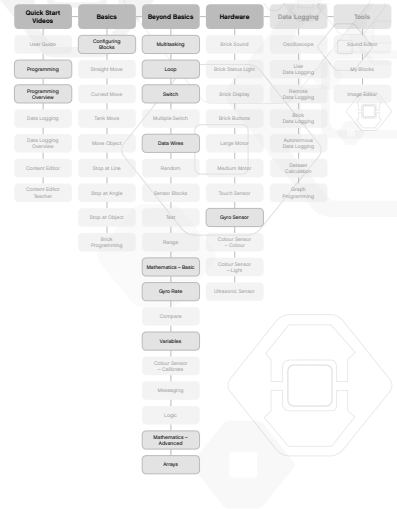 Quick Start
Videos
User Guide
Programming
Programming
Overview
Data Logging
Data Logging
Overview
Content Editor
Content Editor
Teacher
Basics
Configuring
Blocks
Straight Move
Curved Move
Tank Move
Move Object
Stop at Line
Stop at Angle
Stop at Object
Brick
Programming
Beyond Basics
Multitasking
Loop
Switch
Multiple Switch
Data Wires
Random
Sensor Blocks
Text
Range
Mathematics – Basic
Gyro Rate
Compare
Variables
Colour Sensor
– Calibrate
Messaging
Logic
Mathematics –
Advanced
Arrays
Hardware
Brick Sound
Brick Status Light
Brick Display
Brick Buttons
Large Motor
Medium Motor
Touch Sensor
Gyro Sensor
Colour Sensor
– Colour
Colour Sensor
– Light
Ultrasonic Sensor
Data Logging
Oscilloscope
Live
Data Logging
Remote
Data Logging
Brick
Data Logging
Autonomous
Data Logging
Dataset
Calculation
Graph
Programming
Tools
Sound Editor
My Blocks
Image Editor